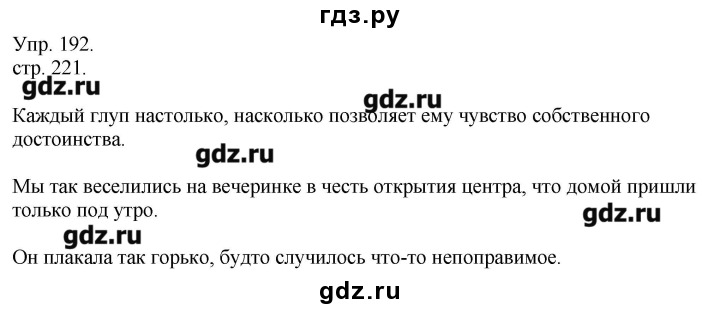 гдз.ру
Упр. 192.
стр. 221.
gdz.ru
gdz.ru
Каждый глуп настолько, насколько позволяет ему чувство собственного
достоинства.
gdz.ru
Мы так веселились на вечеринке в честь открытия центра, что домой пришли
только под утро.
gdz.ru
gdz.ru
Он плакала так горько, будто случилось что-то непоправимое.
gdz.ru